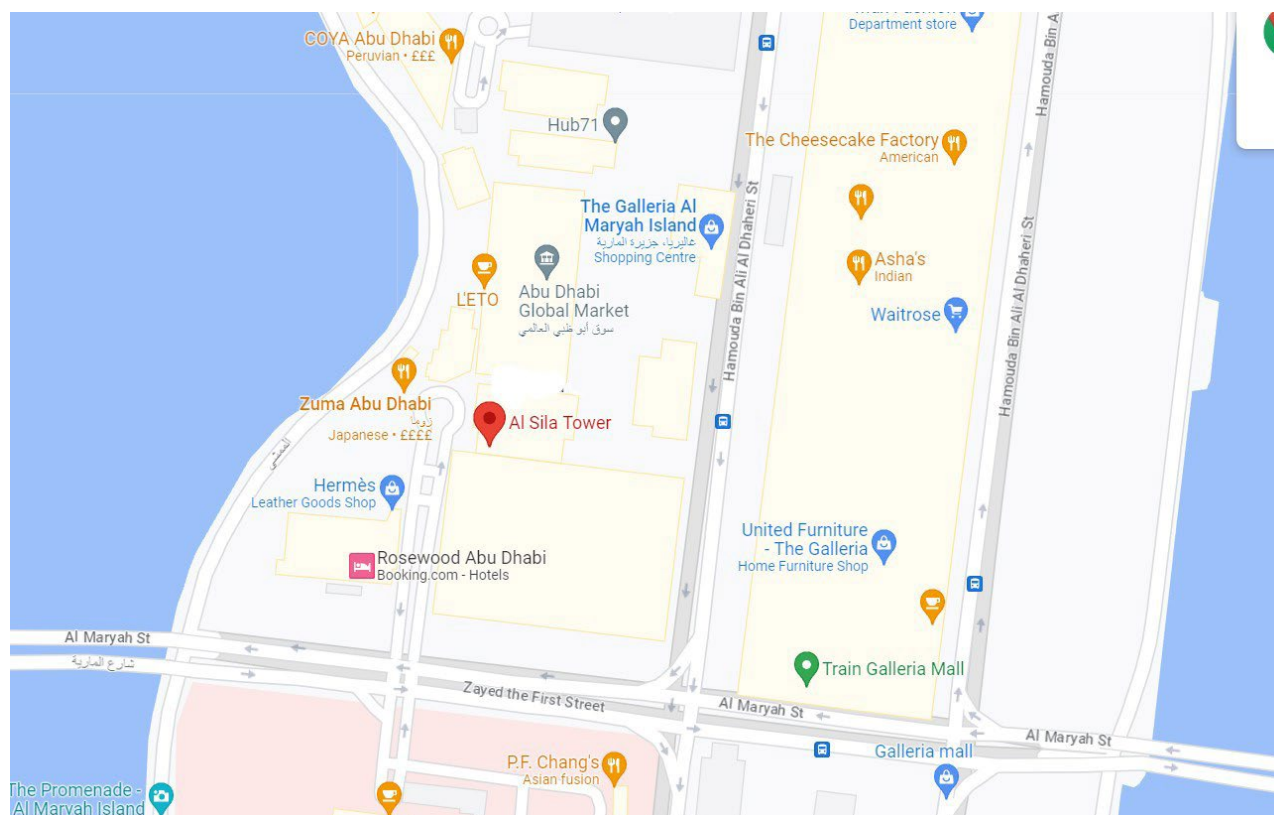 COYA Abu Dhabi
Peruvian • £££
Department store
Hamouda Bin A
Hub71
The Cheesecake Factory
American
Hamouda Bin Ali Al Dhaheri St
The Galleria Al
Maryah Island
غاليريا، جزيرة المارية
Shopping Centre
Asha's
Indian
L'ETO
Abu Dhabi
Global Market
سوق أبو ظبي العالمي
Waitrose
Hamouda Bin Ali Al Dhaheri St
Zuma Abu Dhabi
زوما
Japanese • ££££
Al Sila Tower
الممشى
Hermès
Leather Goods Shop
United Furniture
- The Galleria
Home Furniture Shop
Rosewood Abu Dhabi
Booking.com - Hotels
Al Maryah St
شارع المارية
Train Galleria Mall
Zayed the First Street
Al Maryah St
Al Maryah St
Galleria mall
P.F. Chang's
Asian fusion
The Promenade -
Al Maryah Island